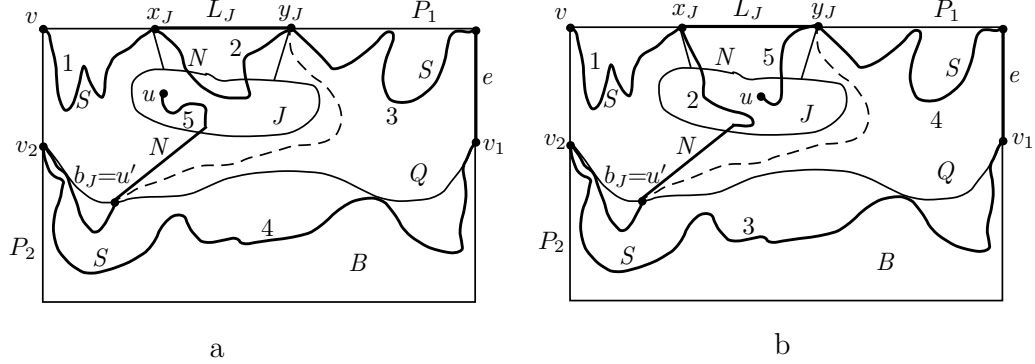 v x_J L_J y_J P_1
1 N 2 S e
S u J 3
5
v_2 N v_1
b_J=u' Q
P_2 S 4 B
a
v x_J L_J y_J P_1
1 N 5 S e
S 2 u J 4
v_2 N v_1
b_J=u' Q
P_2 S 3 B
b